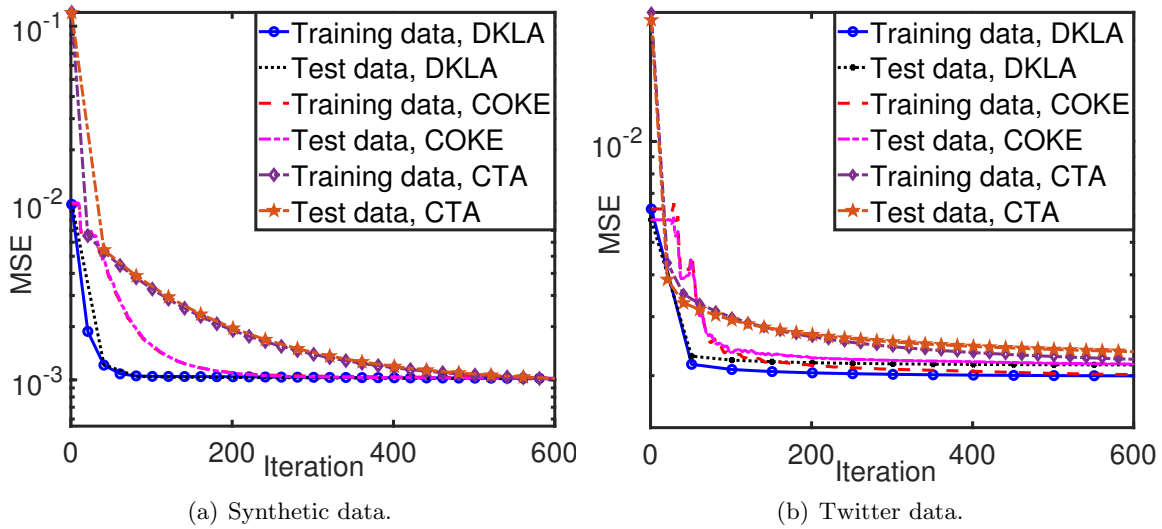 10^-1
10^-2
10^-3
MSE
0
200
400
600
Iteration
Training data, DKLA
Test data, DKLA
Training data, COKE
Test data, COKE
Training data, CTA
Test data, CTA
(a) Synthetic data.
10^-2
MSE
0
200
400
600
Iteration
Training data, DKLA
Test data, DKLA
Training data, COKE
Test data, COKE
Training data, CTA
Test data, CTA
(b) Twitter data.